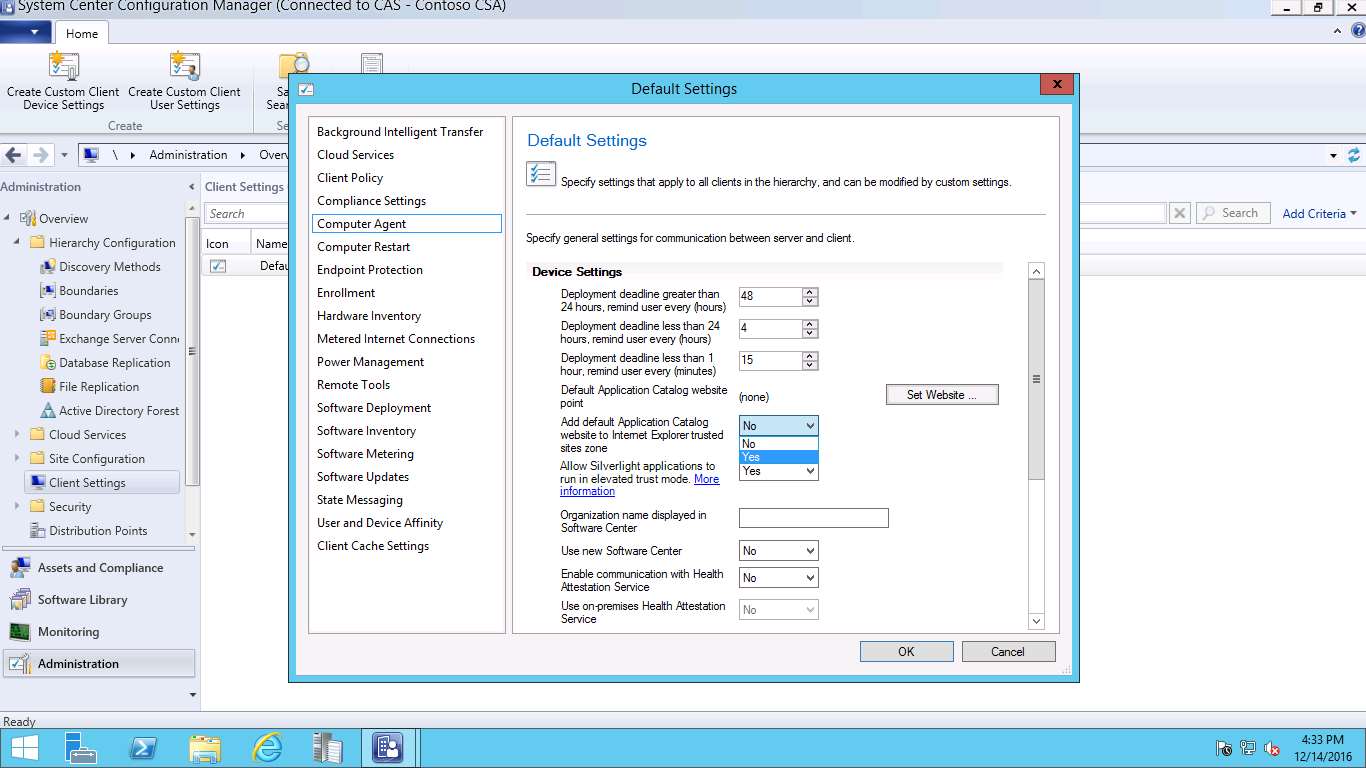 System Center Configuration Manager (Connected to CAS - Contoso CSA)
Home
Create Custom Client
Device Settings
Create Custom Client
User Settings
Create
Administration
Administration
Client Settings
Search
Search
Add Criteria
Icon
Name
Overview
Hierarchy Configuration
Discovery Methods
Boundaries
Boundary Groups
Exchange Server Conn
Database Replication
File Replication
Active Directory Forest
Cloud Services
Site Configuration
Client Settings
Security
Distribution Points
Assets and Compliance
Software Library
Monitoring
Administration
Ready
Default Settings
Background Intelligent Transfer
Cloud Services
Client Policy
Compliance Settings
Computer Agent
Computer Restart
Endpoint Protection
Enrollment
Hardware Inventory
Metered Internet Connections
Power Management
Remote Tools
Software Deployment
Software Inventory
Software Metering
Software Updates
State Messaging
User and Device Affinity
Client Cache Settings
Default Settings
Specify settings that apply to all clients in the hierarchy, and can be modified by custom settings.
Specify general settings for communication between server and client.
Device Settings
Deployment deadline greater than
24 hours, remind user every (hours)
48
Deployment deadline less than 24
hours, remind user every (hours)
4
Deployment deadline less than 1
hour, remind user every (minutes)
15
Default Application Catalog website
point
(none)
Set Website ...
Add default Application Catalog
website to Internet Explorer trusted
sites zone
No
No
Yes
Allow Silverlight applications to
run in elevated trust mode. More
information
Yes
Organization name displayed in
Software Center
Use new Software Center
No
Enable communication with Health
Attestation Service
No
Use on-premises Health Attestation
Service
No
OK
Cancel
4:33 PM
12/14/2016